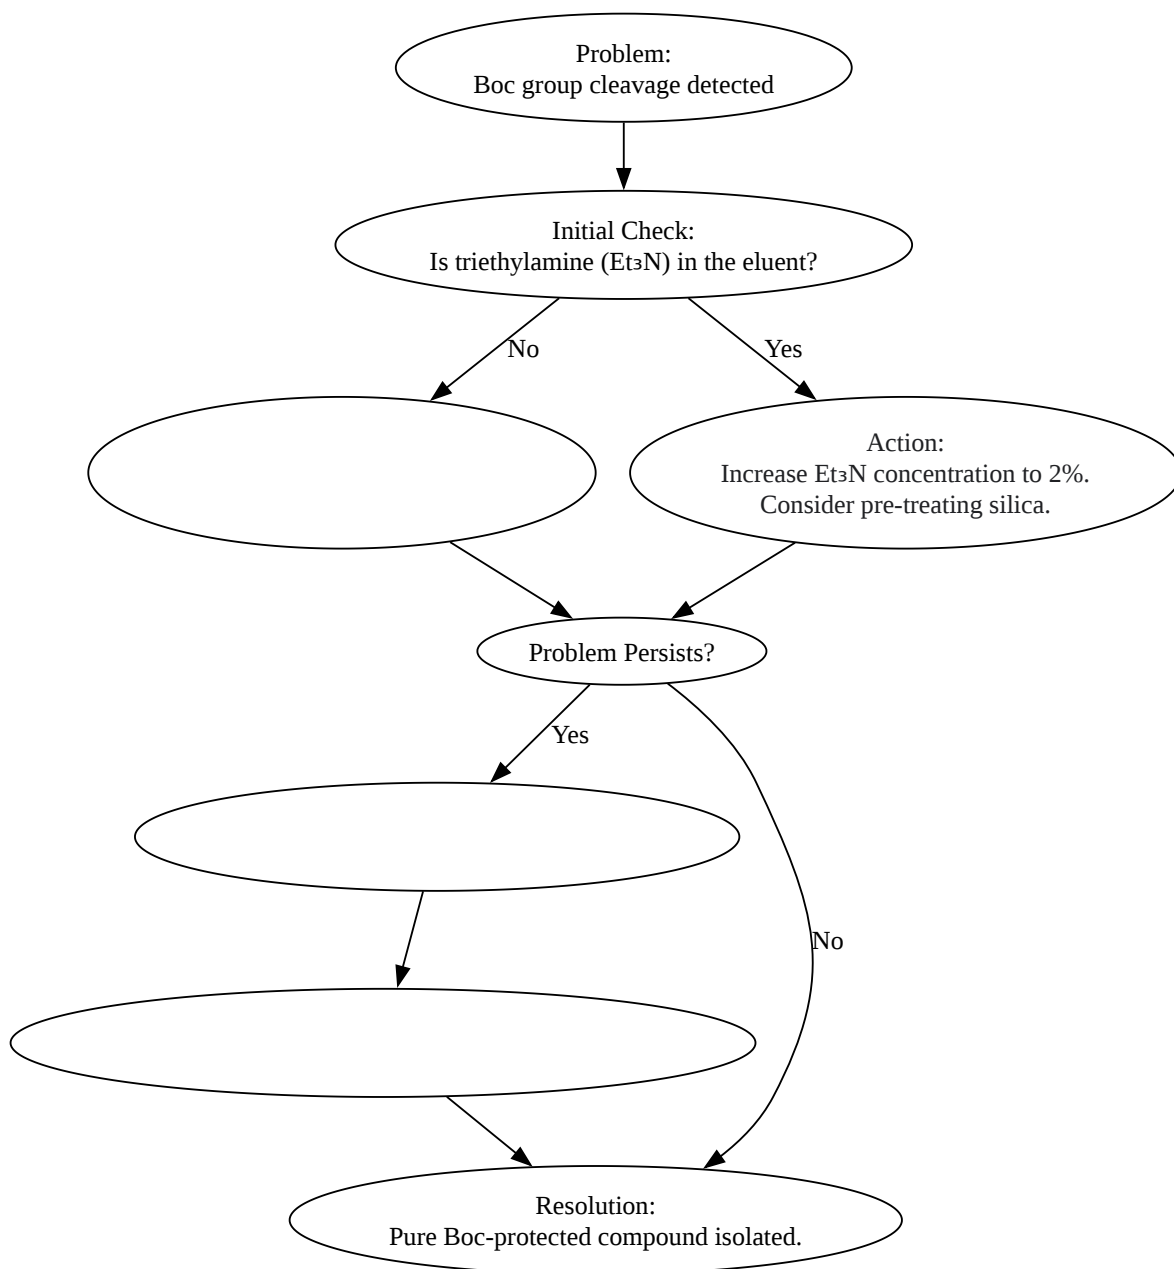 Problem:
Boc group cleavage detected
Initial Check:
Is triethylamine (Et₃N) in the eluent?
No
Yes
Action:
Increase Et₃N concentration to 2%.
Consider pre-treating silica.
Problem Persists?
Yes
No
Resolution:
Pure Boc-protected compound isolated.